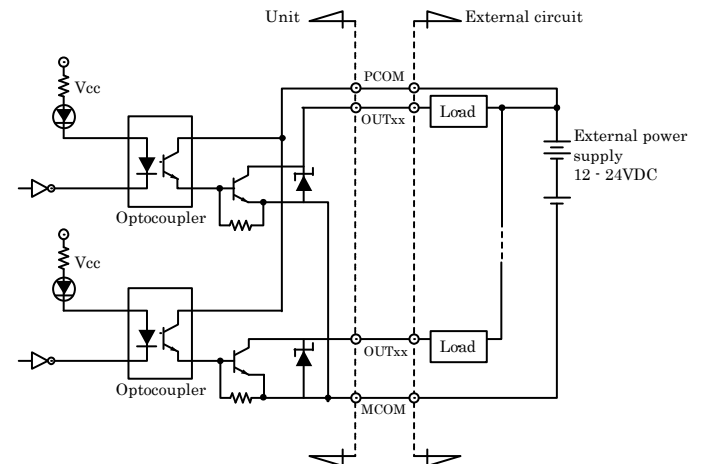 Unit
External circuit
Vcc
PCOM
OUTxx
Load
External power
supply
12 - 24VDC
Optocoupler
Vcc
OUTxx
Load
Optocoupler
MCOM